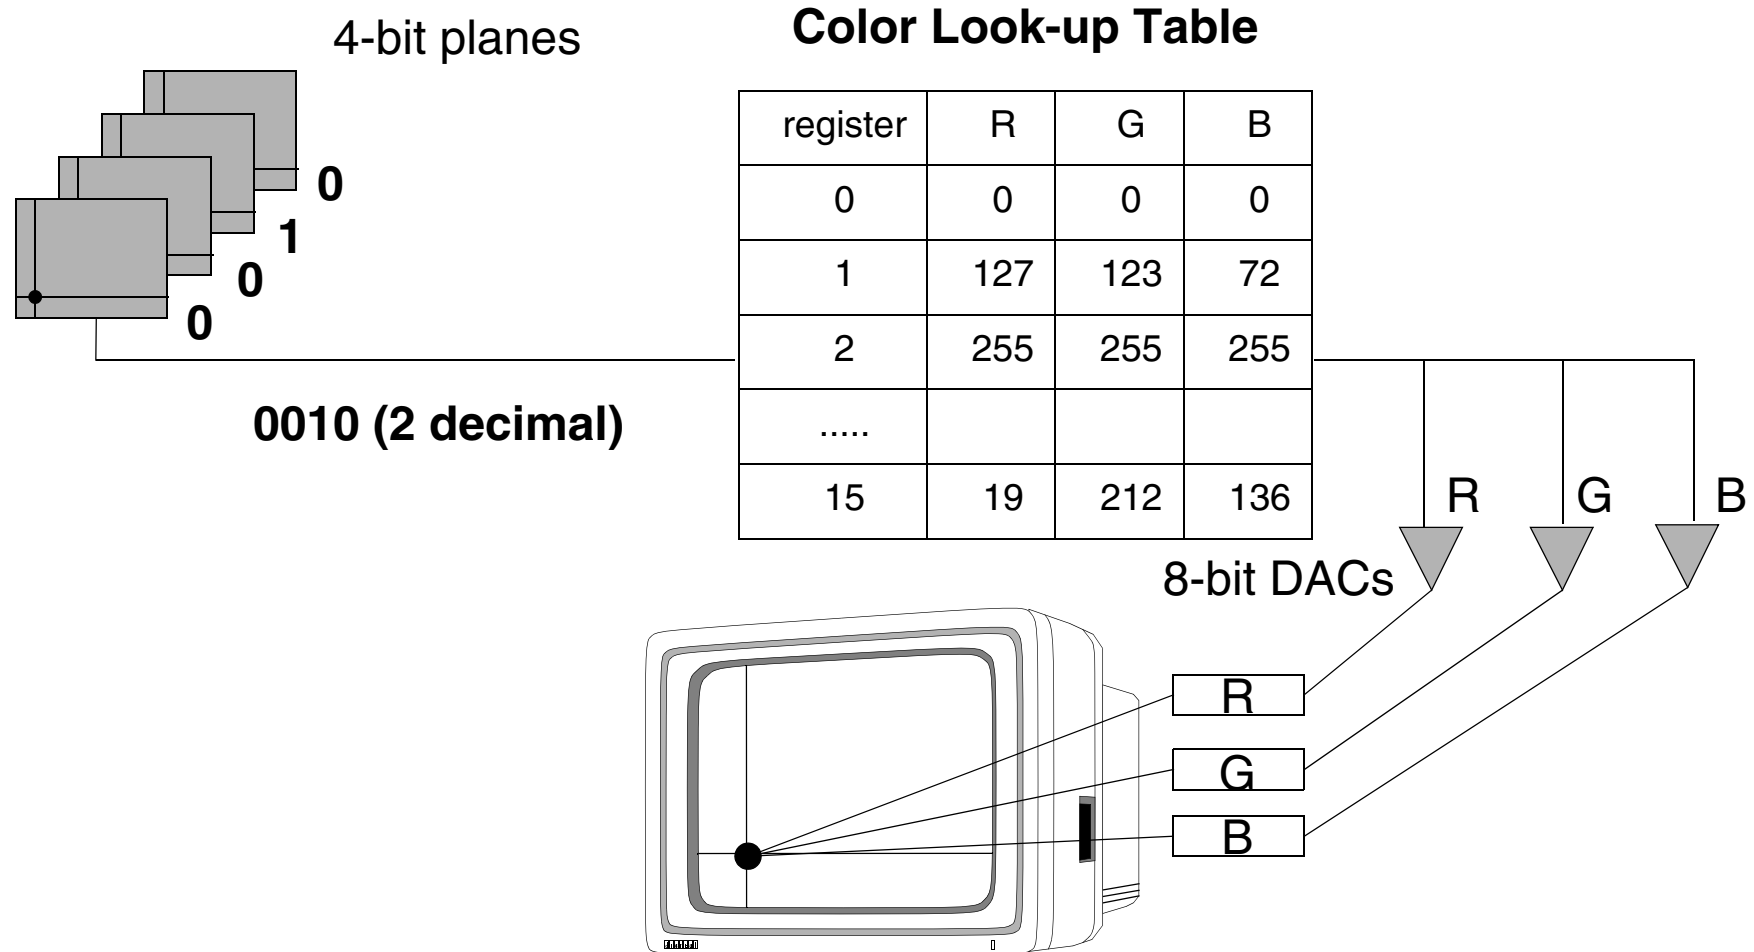 4-bit planes
Color Look-up Table
0
1
0
0
0010 (2 decimal)
register R G B
0 0 0 0
1 127 123 72
2 255 255 255
.....
15 19 212 136
R G B
8-bit DACs
R
G
B